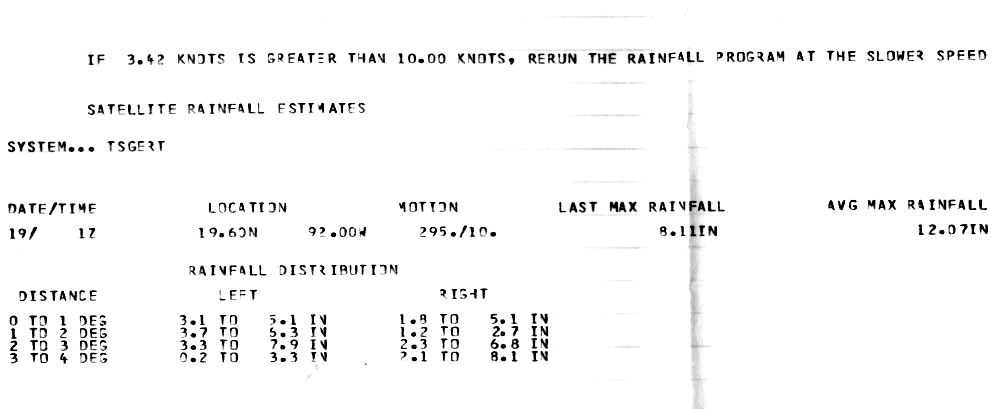 IF 3.42 KNOTS IS GREATER THAN 10.00 KNOTS, RERUN THE RAINFALL PROGRAM AT THE SLOWER SPEED
SATELLITE RAINFALL ESTIMATES
SYSTEM... TSGERT
DATE/TIME LOCATION MOTION LAST MAX RAINFALL AVG MAX RAINFALL
19/ 1Z 19.60N 92.00W 295./10. 8.11IN 12.07IN
RAINFALL DISTRIBUTION
DISTANCE LEFT RIGHT
0 TO 1 DEG 3.1 TO 5.1 IN 1.8 TO 5.1 IN
1 TO 2 DEG 3.7 TO 6.3 IN 1.2 TO 2.7 IN
2 TO 3 DEG 3.3 TO 7.9 IN 2.3 TO 6.8 IN
3 TO 4 DEG 0.2 TO 3.3 IN 2.1 TO 8.1 IN